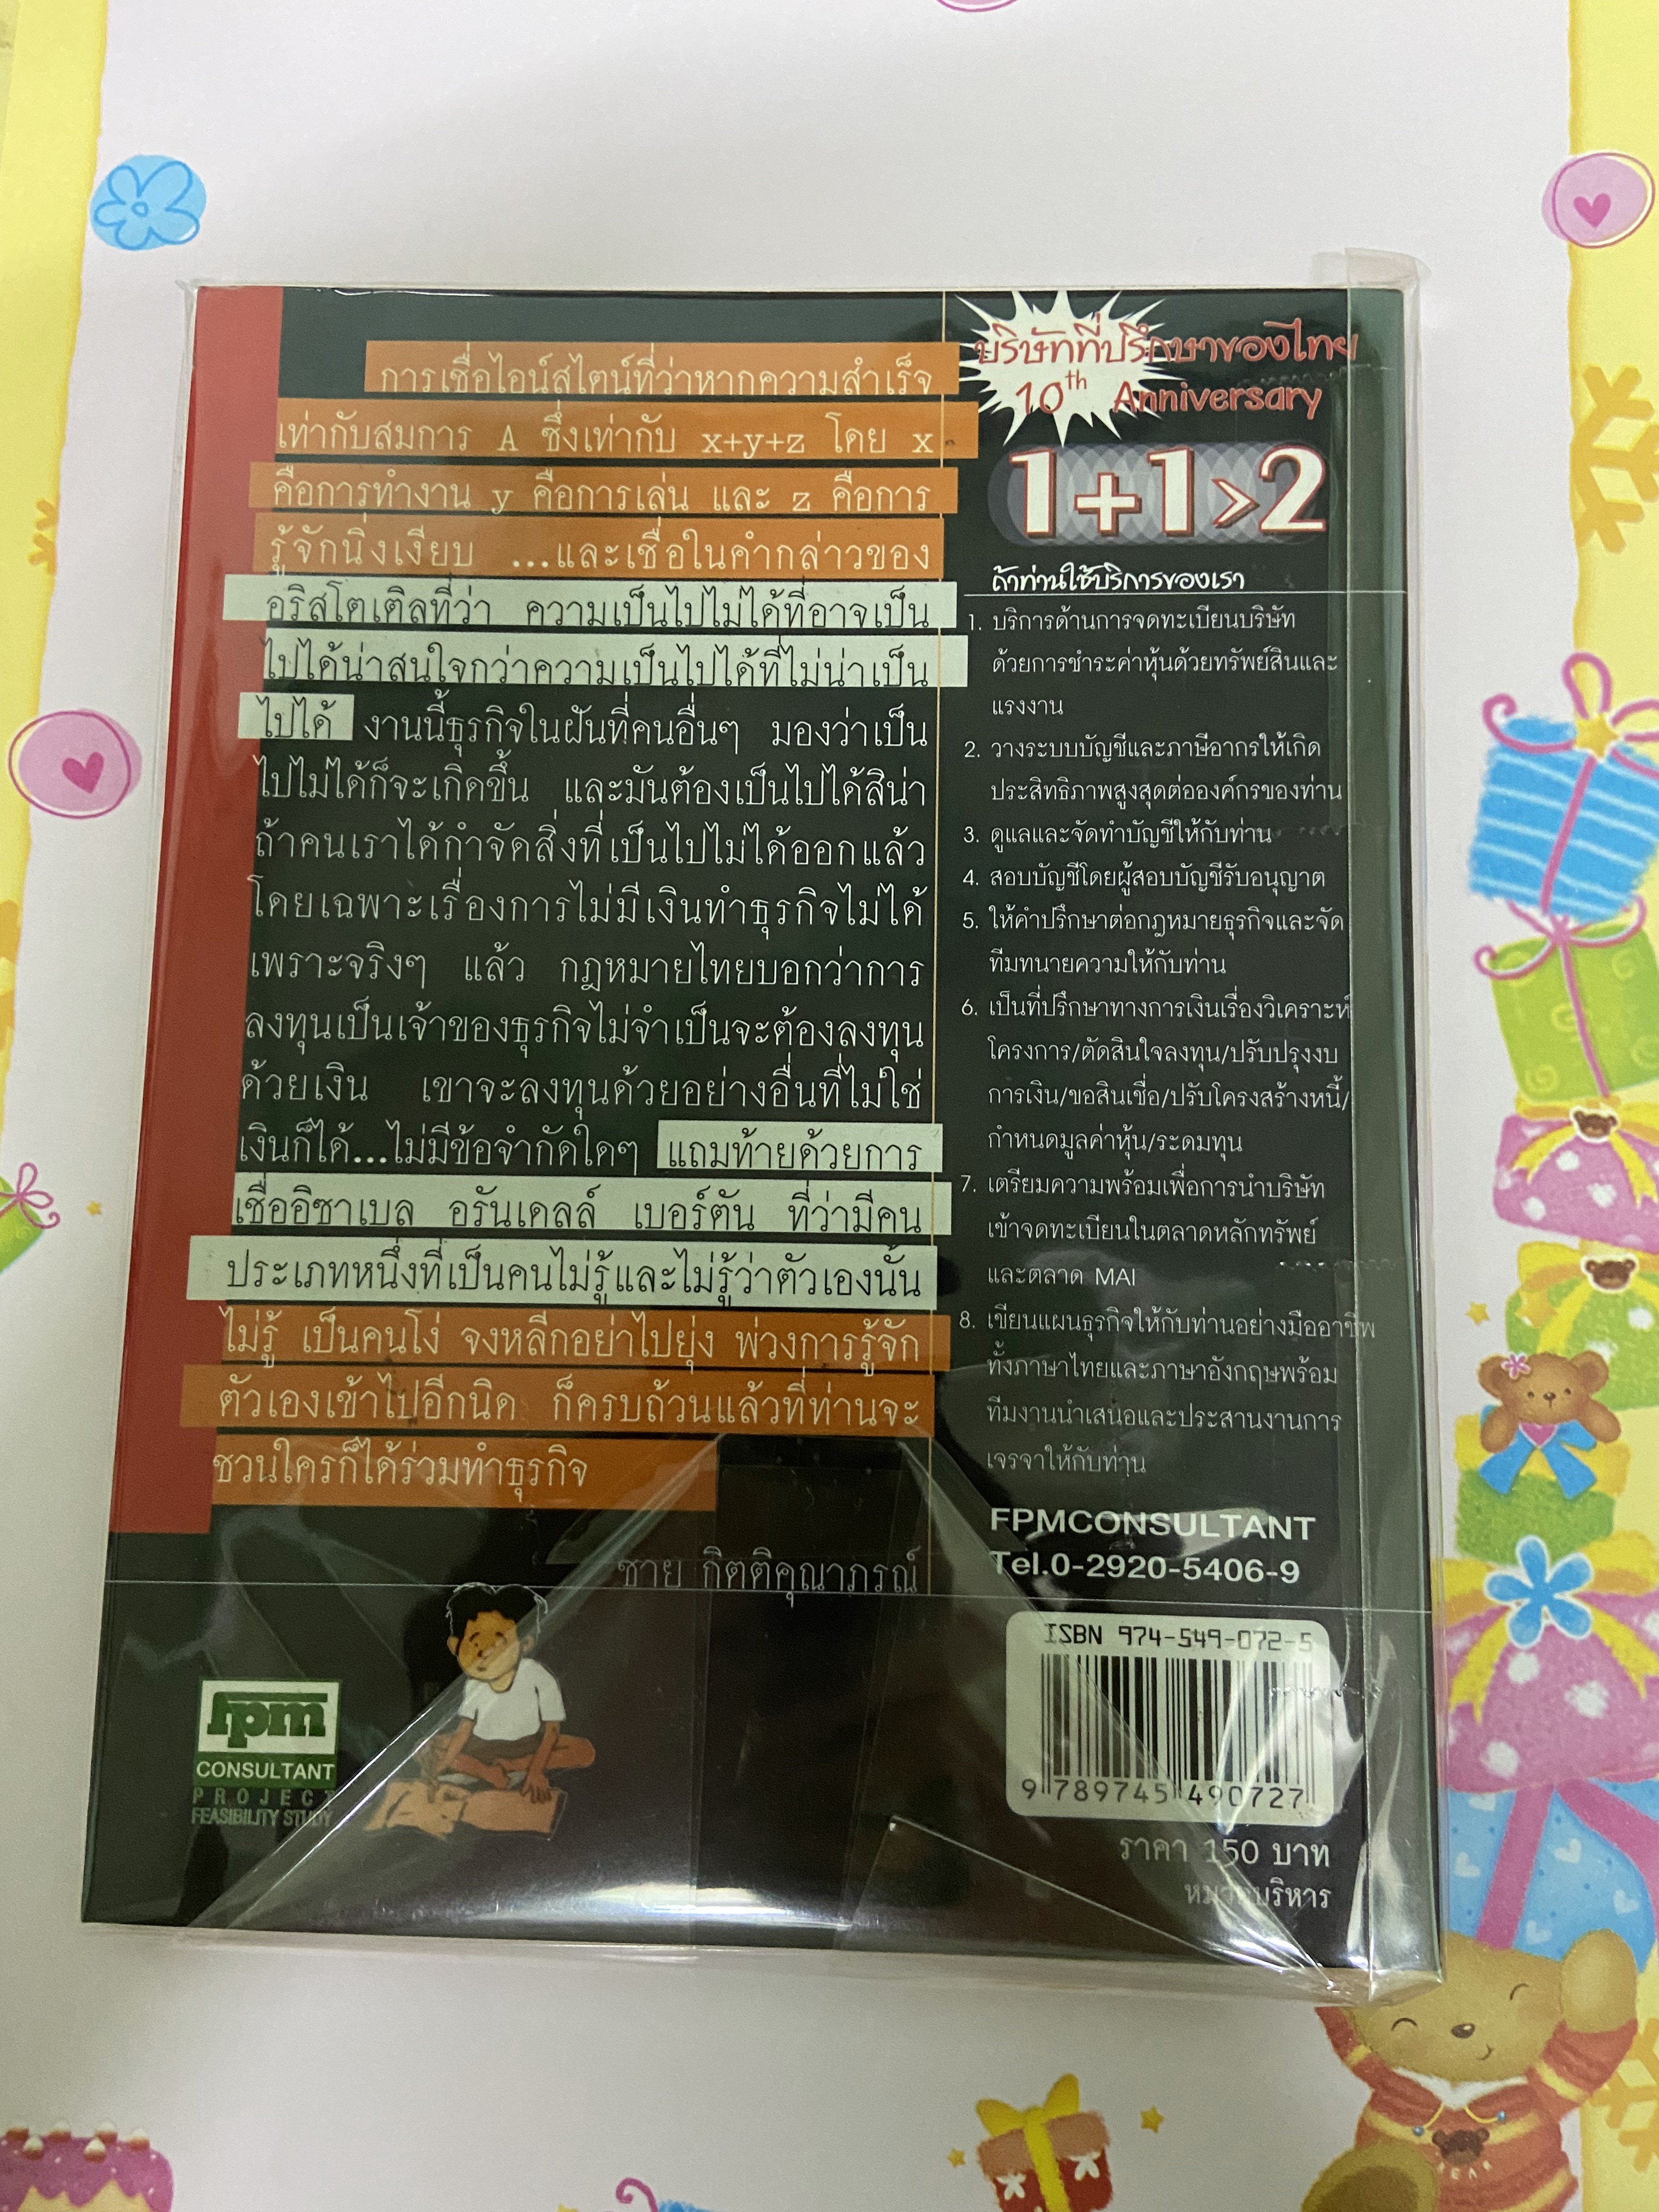 การเชื่อไอน์สไตน์ที่ว่าหากความสำเร็จ
เท่ากับสมการ A ซึ่งเท่ากับ x+y+z โดย x
คือการทำงาน y คือการเล่น และ z คือการ
รู้จักนิ่งเงียบ ...และเชื่อในคำกล่าวของ
อริสโตเติลที่ว่า ความเป็นไปไม่ได้ที่อาจเป็น
ไปได้น่าสนใจกว่าความเป็นไปได้ที่ไม่น่าเป็น
ไปได้ งานนี้ธุรกิจในฝันที่คนอื่นๆ มองว่าเป็น
ไปไม่ได้ก็จะเกิดขึ้น และมันต้องเป็นไปได้สิน่า
ถ้าคนเราได้กำจัดสิ่งที่เป็นไปไม่ได้ออกแล้ว
โดยเฉพาะเรื่องการไม่มีเงินทำธุรกิจไม่ได้
เพราะจริงๆ แล้ว กฎหมายไทยบอกว่าการ
ลงทุนเป็นเจ้าของธุรกิจไม่จำเป็นจะต้องลงทุน
ด้วยเงิน เขาจะลงทุนด้วยอย่างอื่นที่ไม่ใช่
เงินก็ได้...ไม่มีข้อจำกัดใดๆ แถมท้ายด้วยการ
เชื่ออิซาเบล อรันเดลล์ เบอร์ตัน ที่ว่ามีคน
ประเภทหนึ่งที่เป็นคนไม่รู้และไม่รู้ว่าตัวเองนั้น
ไม่รู้ เป็นคนโง่ จงหลีกอย่าไปยุ่ง พ่วงการรู้จัก
ตัวเองเข้าไปอีกนิด ก็ครบถ้วนแล้วที่ท่านจะ
ชวนใครก็ได้ร่วมทำธุรกิจ
ชาย กิตติคุณาภรณ์
fpm
CONSULTANT
PROJECT
FEASIBILITY STUDY
บริษัทที่ปรึกษาของไทย
10th Anniversary
1+1>2
ถ้าท่านใช้บริการของเรา
1. บริการด้านการจดทะเบียนบริษัท
ด้วยการชำระค่าหุ้นด้วยทรัพย์สินและ
แรงงาน
2. วางระบบบัญชีและภาษีอากรให้เกิด
ประสิทธิภาพสูงสุดต่อองค์กรของท่าน
3. ดูแลและจัดทำบัญชีให้กับท่าน
4. สอบบัญชีโดยผู้สอบบัญชีรับอนุญาต
5. ให้คำปรึกษาต่อกฎหมายธุรกิจและจัด
ทีมทนายความให้กับท่าน
6. เป็นที่ปรึกษาทางการเงินเรื่องวิเคราะห์
โครงการ/ตัดสินใจลงทุน/ปรับปรุงงบ
การเงิน/ขอสินเชื่อ/ปรับโครงสร้างหนี้/
กำหนดมูลค่าหุ้น/ระดมทุน
7. เตรียมความพร้อมเพื่อการนำบริษัท
เข้าจดทะเบียนในตลาดหลักทรัพย์
และตลาด MAI
8. เขียนแผนธุรกิจให้กับท่านอย่างมืออาชีพ
ทั้งภาษาไทยและภาษาอังกฤษพร้อม
ทีมงานนำเสนอและประสานงานการ
เจรจาให้กับท่าน
FPMCONSULTANT
Tel.0-2920-5406-9
ISBN 974-549-072-5
9 789745 490727
ราคา 150 บาท
หมวดบริหาร
BEAR